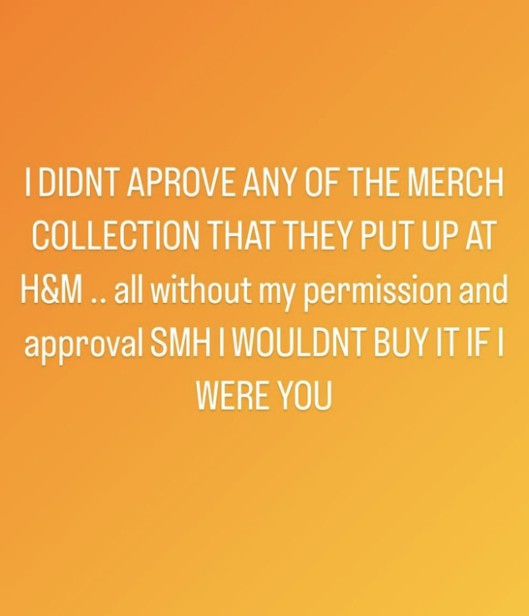 I DIDNT APROVE ANY OF THE MERCH
COLLECTION THAT THEY PUT UP AT
H&M .. all without my permission and
approval SMH I WOULDNT BUY IT IF I
WERE YOU